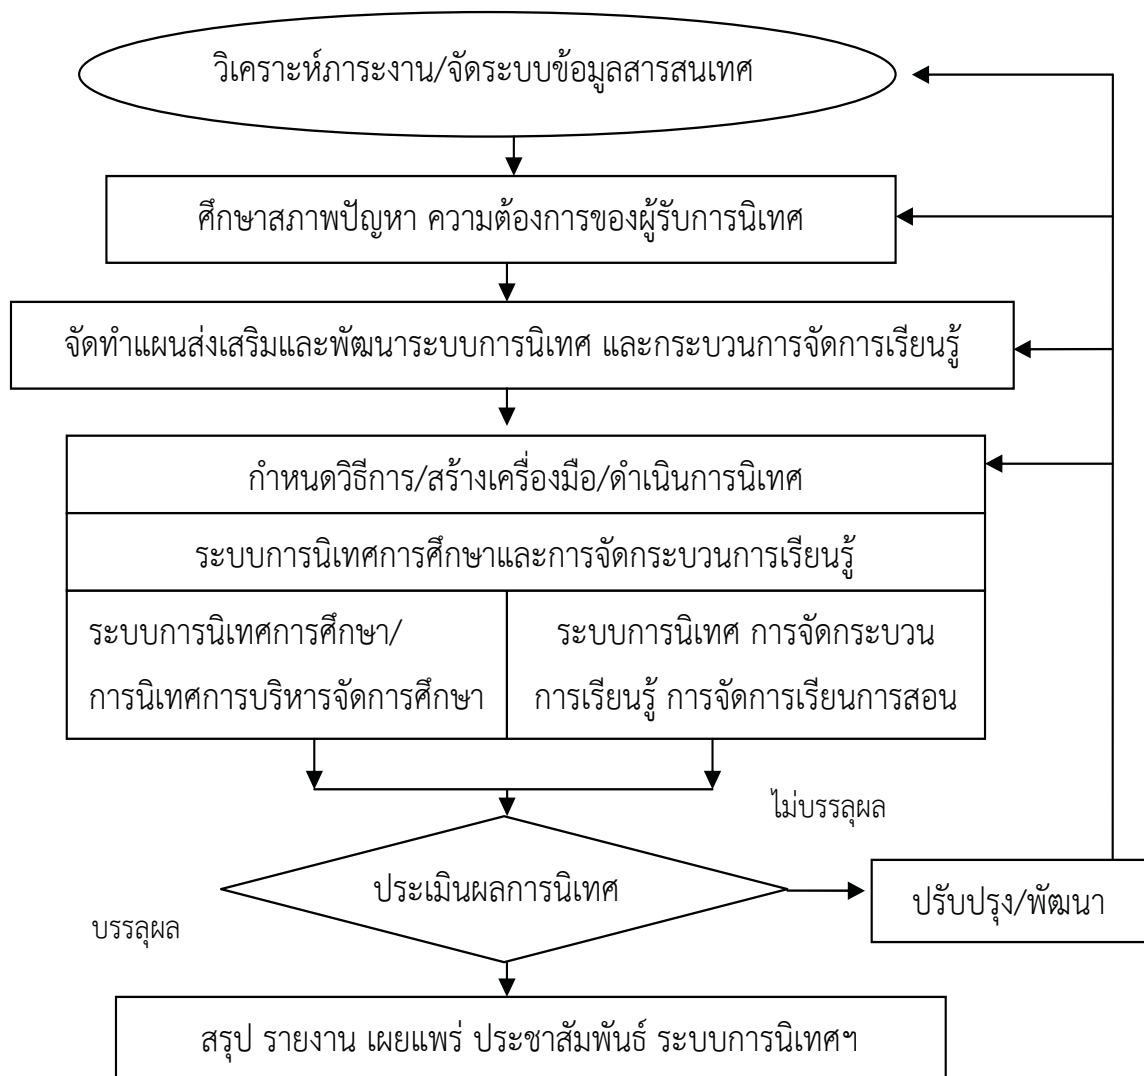 วิเคราะห์ภาระงาน/จัดระบบข้อมูลสารสนเทศ
ศึกษาสภาพปัญหา ความต้องการของผู้รับการนิเทศ
จัดทำแผนส่งเสริมและพัฒนาระบบการนิเทศ และกระบวนการจัดการเรียนรู้
กำหนดวิธีการ/สร้างเครื่องมือ/ดำเนินการนิเทศ
ระบบการนิเทศการศึกษาและการจัดกระบวนการเรียนรู้
ระบบการนิเทศการศึกษา/
การนิเทศการบริหารจัดการศึกษา
ระบบการนิเทศ การจัดกระบวน
การเรียนรู้ การจัดการเรียนการสอน
ไม่บรรลุผล
ประเมินผลการนิเทศ
ปรับปรุง/พัฒนา
บรรลุผล
สรุป รายงาน เผยแพร่ ประชาสัมพันธ์ ระบบการนิเทศฯ